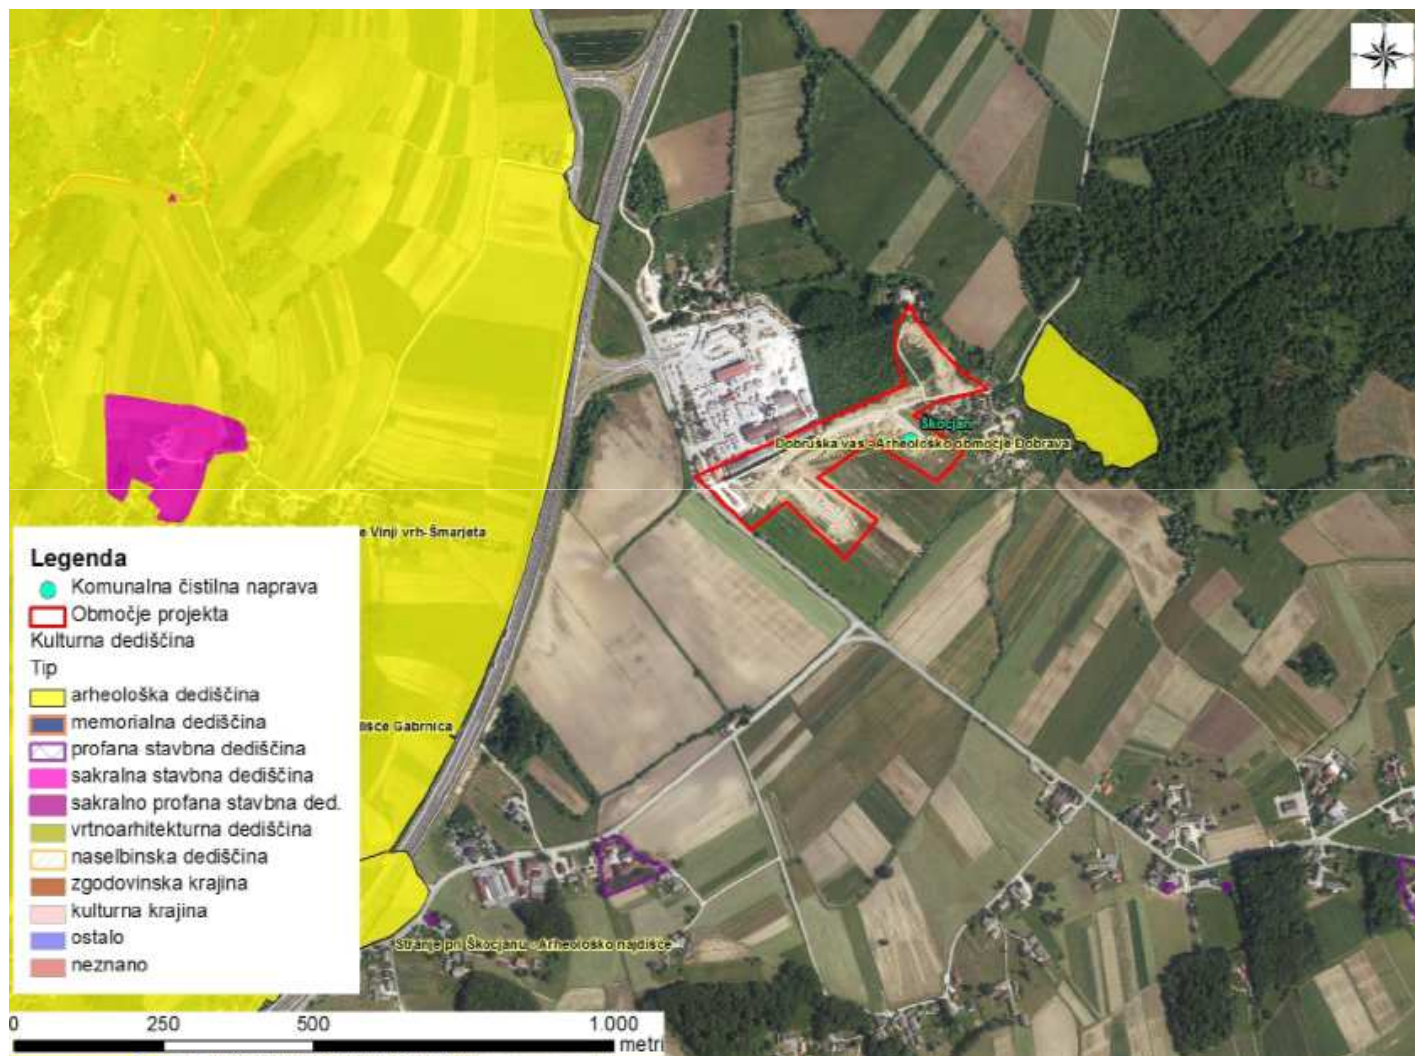 Škocjan
Dobruška vas - Arheološko območje Dobrava
e Vinji vrh-Šmarjeta
Legenda
Komunalna čistilna naprava
Območje projekta
Kulturna dediščina
Tip
arheološka dediščina
memorialna dediščina
profana stavbna dediščina
sakralna stavbna dediščina
sakralno profana stavbna ded.
vrtnoarhitekturna dediščina
naselbinska dediščina
zgodovinska krajina
kulturna krajina
ostalo
neznano
išče Gabrnica
Stranje pri Škocjanu - Arheološko najdišče
0 250 500 1.000
metri